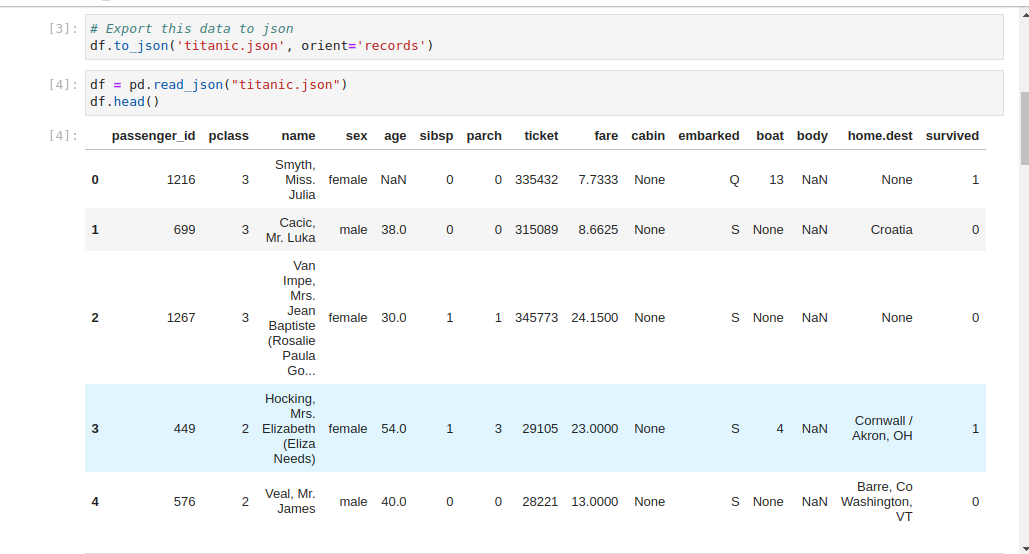 [3]: # Export this data to json
df.to_json('titanic.json', orient='records')
[4]: df = pd.read_json("titanic.json")
df.head()
[4]: passenger_id pclass name sex age sibsp parch ticket fare cabin embarked boat body home.dest survived
0 1216 3 Smyth, Miss. Julia female NaN 0 0 335432 7.7333 None Q 13 NaN None 1
1 699 3 Cacic, Mr. Luka male 38.0 0 0 315089 8.6625 None S None NaN Croatia 0
2 1267 3 Van Impe, Mrs. Jean Baptiste (Rosalie Paula Go... female 30.0 1 1 345773 24.1500 None S None NaN None 0
3 449 2 Hocking, Mrs. Elizabeth (Eliza Needs) female 54.0 1 3 29105 23.0000 None S 4 NaN Cornwall / Akron, OH 1
4 576 2 Veal, Mr. James male 40.0 0 0 28221 13.0000 None S None NaN Barre, Co Washington, VT 0